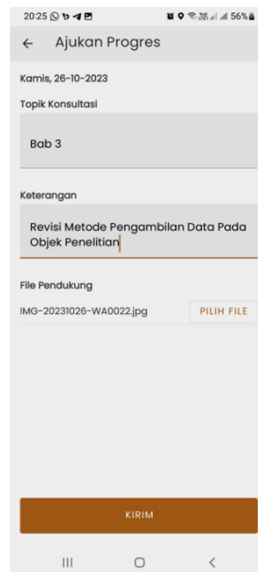 20:25 56%
Ajukan Progres
Kamis, 26-10-2023
Topik Konsultasi
Bab 3
Keterangan
Revisi Metode Pengambilan Data Pada
Objek Penelitian
File Pendukung
IMG-20231026-WA0022.jpg PILIH FILE
KIRIM